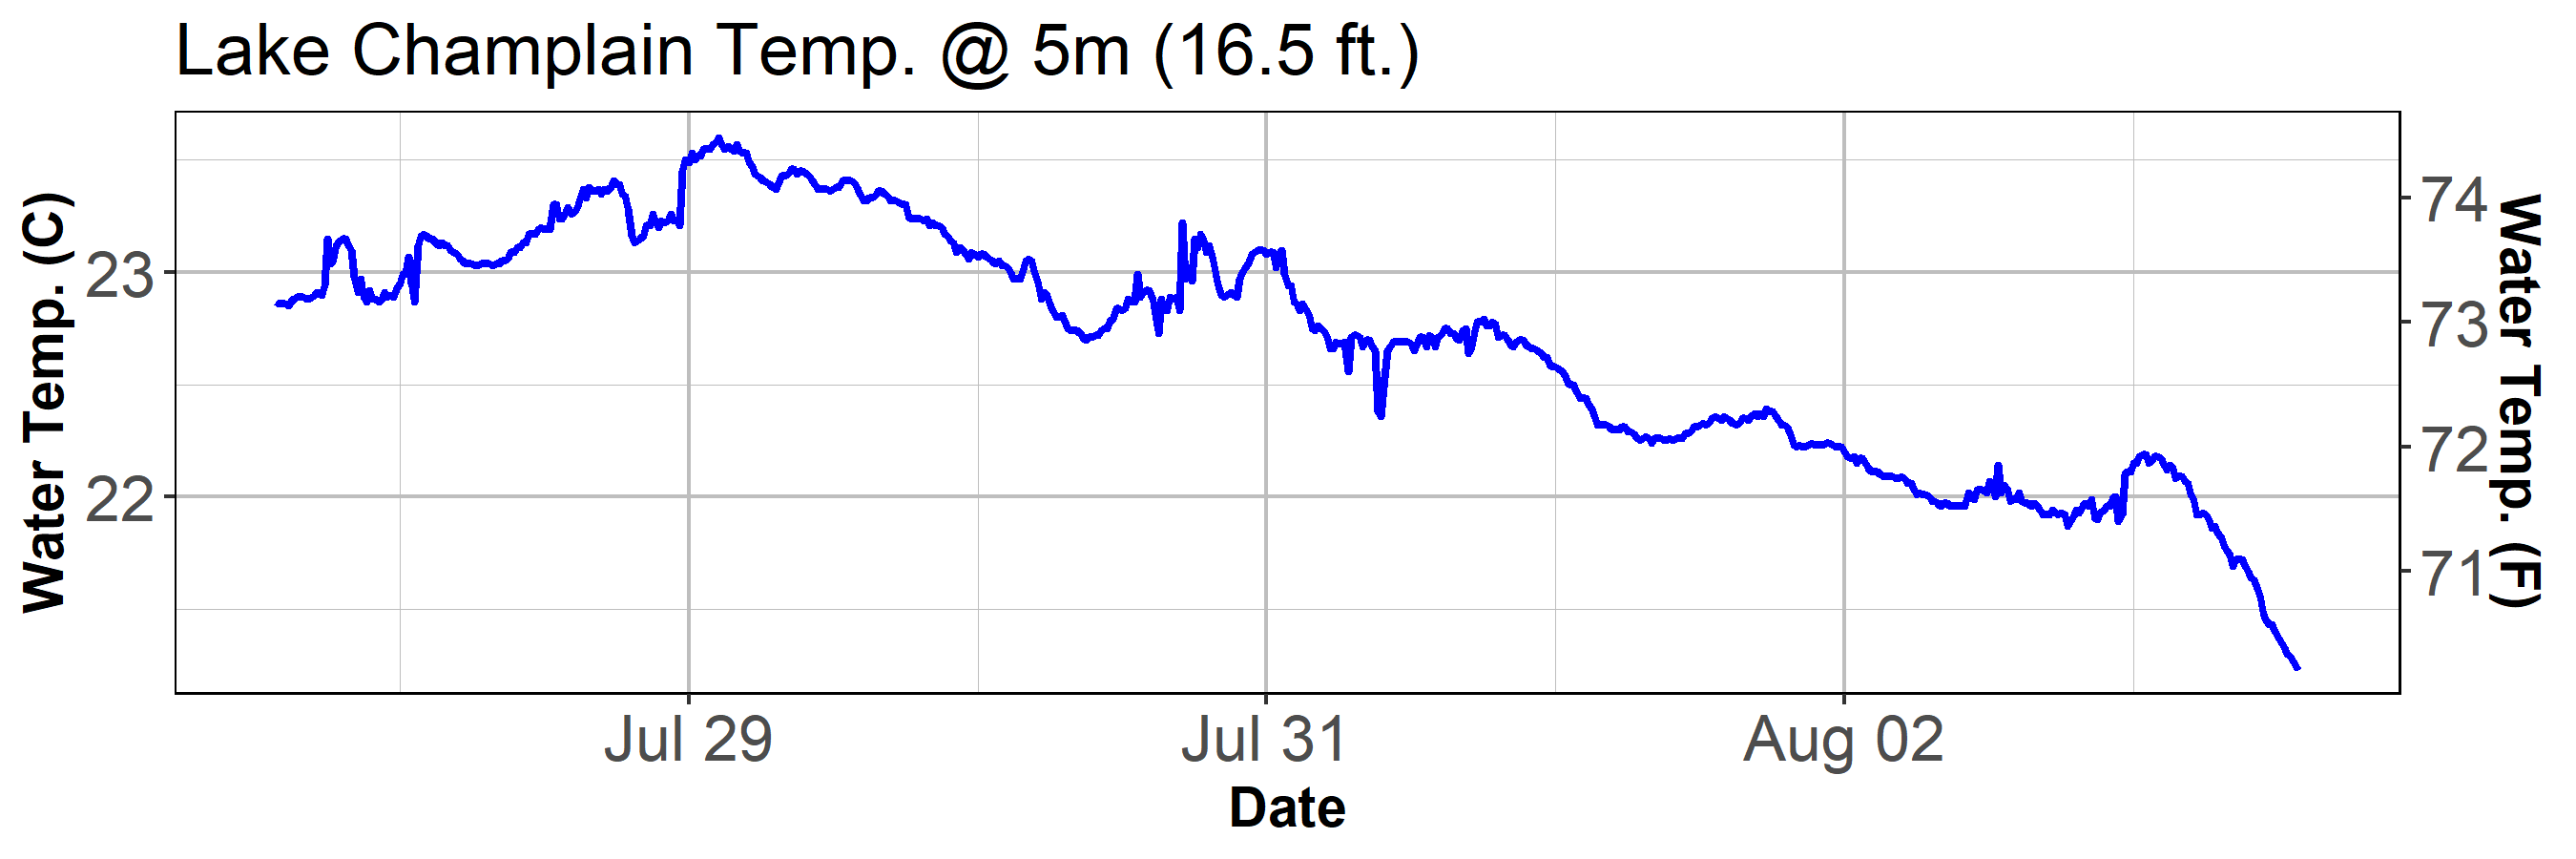 Lake Champlain Temp. @ 5m (16.5 ft.)
Water Temp. (C)
23
22
74
73
72
71
Water Temp. (F)
Jul 29
Jul 31
Aug 02
Date